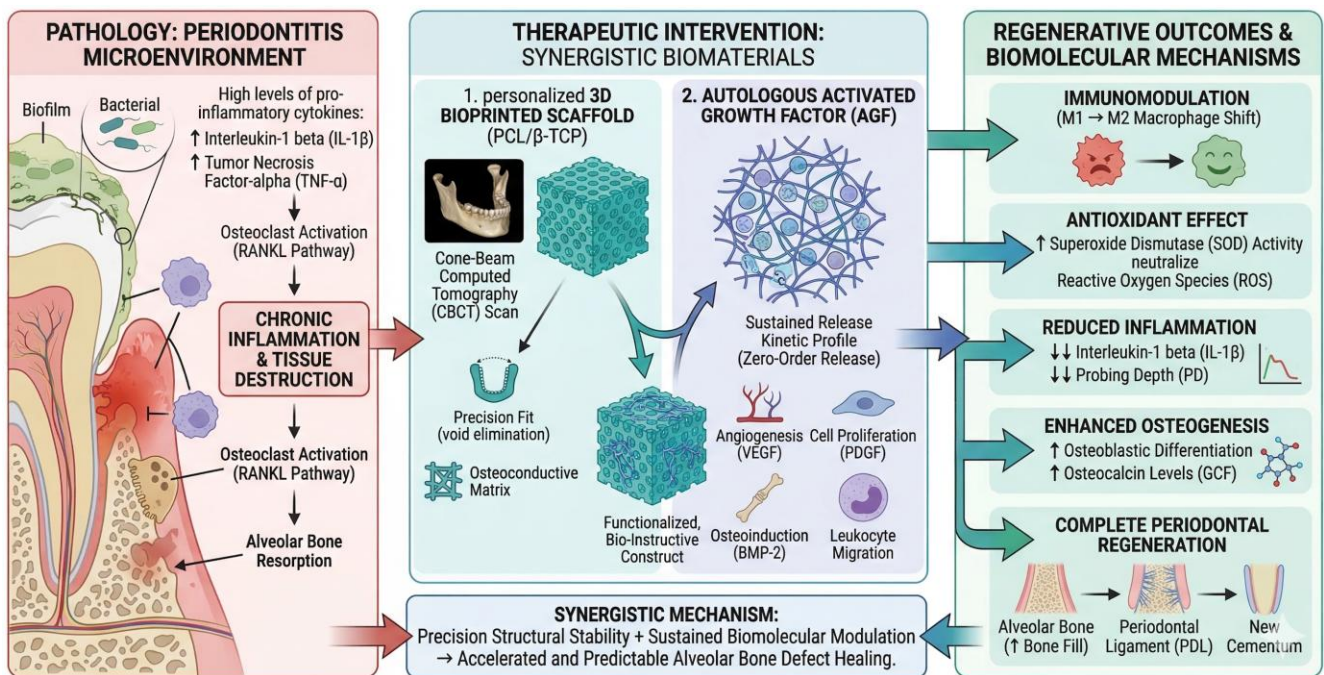 PATHOLOGY: PERIODONTITIS
MICROENVIRONMENT
Biofilm
Bacterial
High levels of pro-
inflammatory cytokines:
↑ Interleukin-1 beta (IL-1β)
↑ Tumor Necrosis
Factor-alpha (TNF-α)
Osteoclast Activation
(RANKL Pathway)
CHRONIC
INFLAMMATION
& TISSUE
DESTRUCTION
Osteoclast Activation
(RANKL Pathway)
Alveolar Bone
Resorption
THERAPEUTIC INTERVENTION:
SYNERGISTIC BIOMATERIALS
1. personalized 3D
BIOPRINTED SCAFFOLD
(PCL/β-TCP)
Cone-Beam
Computed
Tomography
(CBCT) Scan
Precision Fit
(void elimination)
Osteoconductive
Matrix
Functionalized,
Bio-Instructive
Construct
2. AUTOLOGOUS ACTIVATED
GROWTH FACTOR (AGF)
Sustained Release
Kinetic Profile
(Zero-Order Release)
Angiogenesis
(VEGF)
Cell Proliferation
(PDGF)
Osteoinduction
(BMP-2)
Leukocyte
Migration
SYNERGISTIC MECHANISM:
Precision Structural Stability + Sustained Biomolecular Modulation
→ Accelerated and Predictable Alveolar Bone Defect Healing.
REGENERATIVE OUTCOMES &
BIOMOLECULAR MECHANISMS
IMMUNOMODULATION
(M1 → M2 Macrophage Shift)
ANTIOXIDANT EFFECT
↑ Superoxide Dismutase (SOD) Activity
neutralize
Reactive Oxygen Species (ROS)
REDUCED INFLAMMATION
↓↓ Interleukin-1 beta (IL-1β)
↓↓ Probing Depth (PD)
ENHANCED OSTEOGENESIS
↑ Osteoblastic Differentiation
↑ Osteocalcin Levels (GCF)
COMPLETE PERIODONTAL
REGENERATION
Alveolar Bone
(↑ Bone Fill)
Periodontal
Ligament (PDL)
New
Cementum